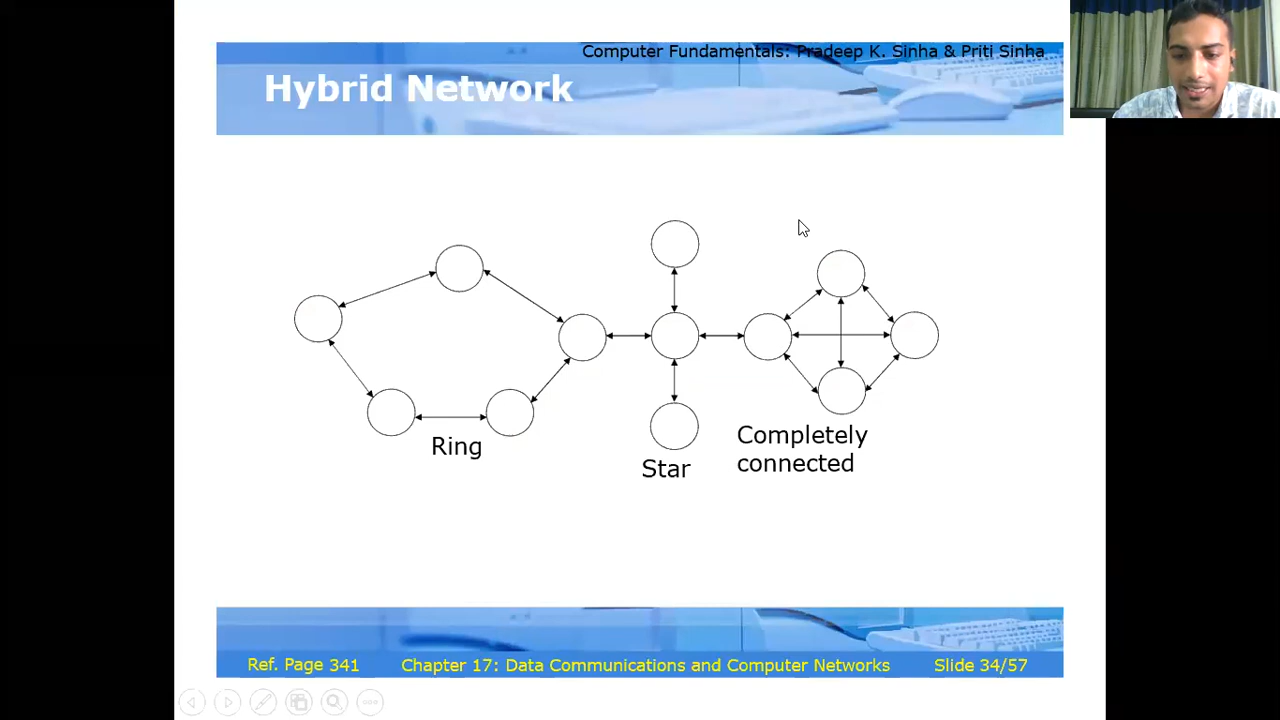 Computer Fundamentals: Pradeep K. Sinha & Priti Sinha
Hybrid Network
Ring
Star
Completely
connected
Ref. Page 341
Chapter 17: Data Communications and Computer Networks
Slide 34/57